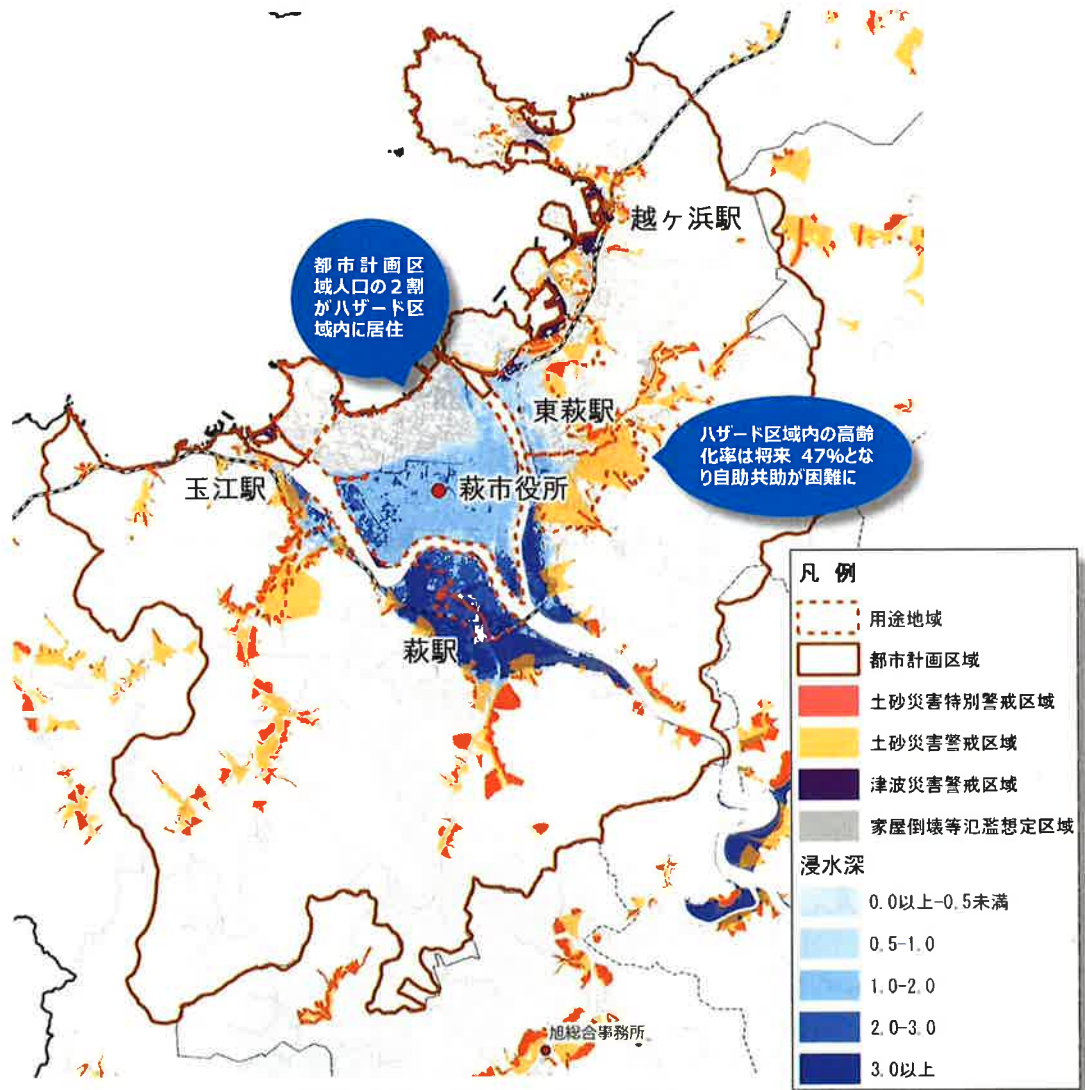 越ヶ浜駅
都市計画区
域人口の2割
がハザード区
域内に居住
東萩駅
ハザード区域内の高齢
化率は将来 47%とな
り自助共助が困難に
玉江駅
萩市役所
萩駅
旭総合事務所
凡 例
用途地域
都市計画区域
土砂災害特別警戒区域
土砂災害警戒区域
津波災害警戒区域
家屋倒壊等氾濫想定区域
浸水深
0.0以上-0.5未満
0.5-1.0
1.0-2.0
2.0-3.0
3.0以上